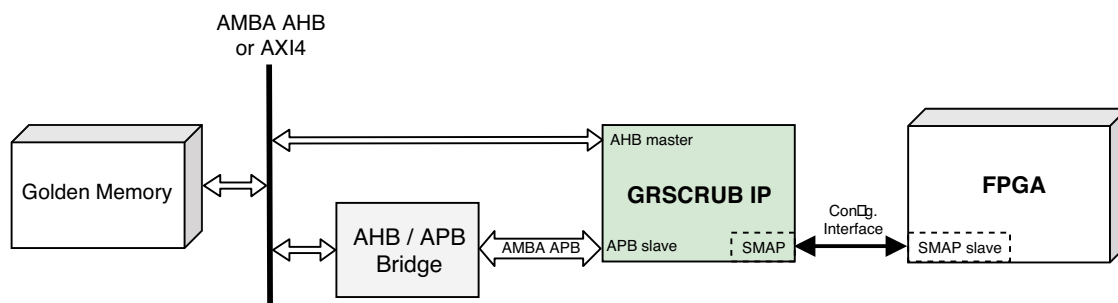 AMBA AHB
or AXI4
Golden Memory
AHB master
GRSCRUB IP
FPGA
Con□g.
Interface
AHB / APB
Bridge
AMBA APB
APB slave
SMAP
SMAP slave